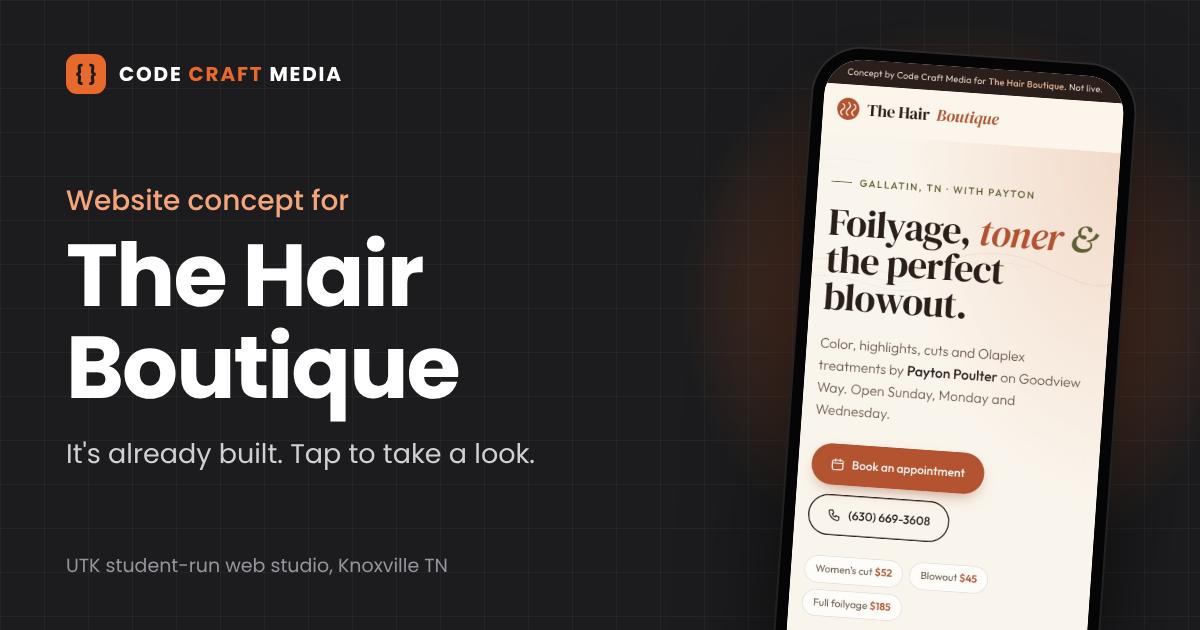 { } CODE CRAFT MEDIA
Website concept for
The Hair
Boutique
It's already built. Tap to take a look.
UTK student-run web studio, Knoxville TN
Concept by Code Craft Media for The Hair Boutique. Not live.
The Hair Boutique
GALLATIN, TN · WITH PAYTON
Foilyage, toner &
the perfect
blowout.
Color, highlights, cuts and Olaplex
treatments by Payton Poulter on Goodview
Way. Open Sunday, Monday and
Wednesday.
Book an appointment
(630) 669-3608
Women's cut $52
Blowout $45
Full foilyage $185